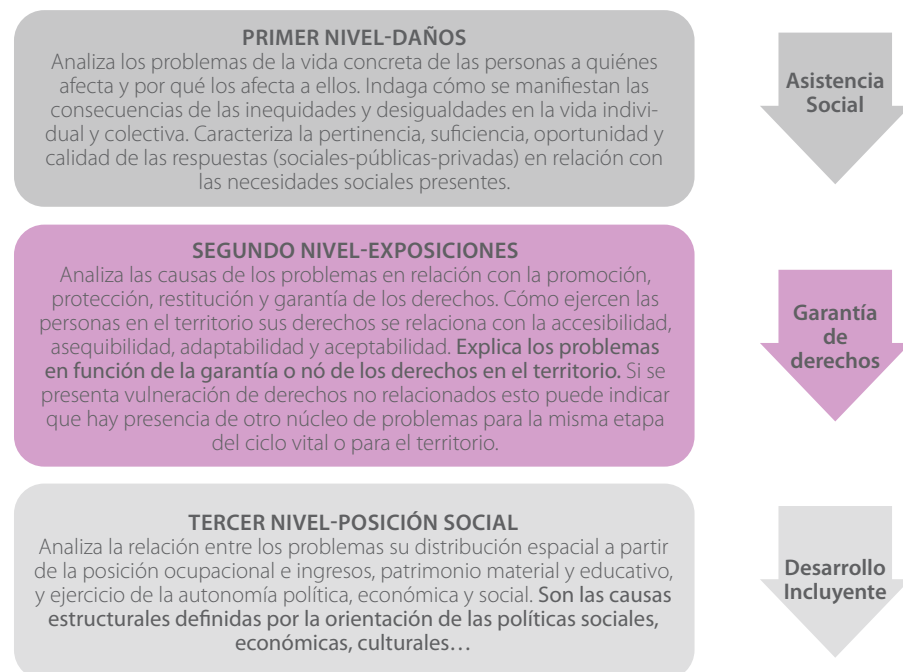 PRIMER NIVEL-DAÑOS
Analiza los problemas de la vida concreta de las personas a quiénes
afecta y por qué los afecta a ellos. Indaga cómo se manifiestan las
consecuencias de las inequidades y desigualdades en la vida indivi-
dual y colectiva. Caracteriza la pertinencia, suficiencia, oportunidad y
calidad de las respuestas (sociales-públicas-privadas) en relación con
las necesidades sociales presentes.
Asistencia
Social
SEGUNDO NIVEL-EXPOSICIONES
Analiza las causas de los problemas en relación con la promoción,
protección, restitución y garantía de los derechos. Cómo ejercen las
personas en el territorio sus derechos se relaciona con la accesibilidad,
asequibilidad, adaptabilidad y aceptabilidad. Explica los problemas
en función de la garantía o nó de los derechos en el territorio. Si se
presenta vulneración de derechos no relacionados esto puede indicar
que hay presencia de otro núcleo de problemas para la misma etapa
del ciclo vital o para el territorio.
Garantía
de
derechos
TERCER NIVEL-POSICIÓN SOCIAL
Analiza la relación entre los problemas su distribución espacial a partir
de la posición ocupacional e ingresos, patrimonio material y educativo,
y ejercicio de la autonomía política, económica y social. Son las causas
estructurales definidas por la orientación de las políticas sociales,
económicas, culturales…
Desarrollo
Incluyente